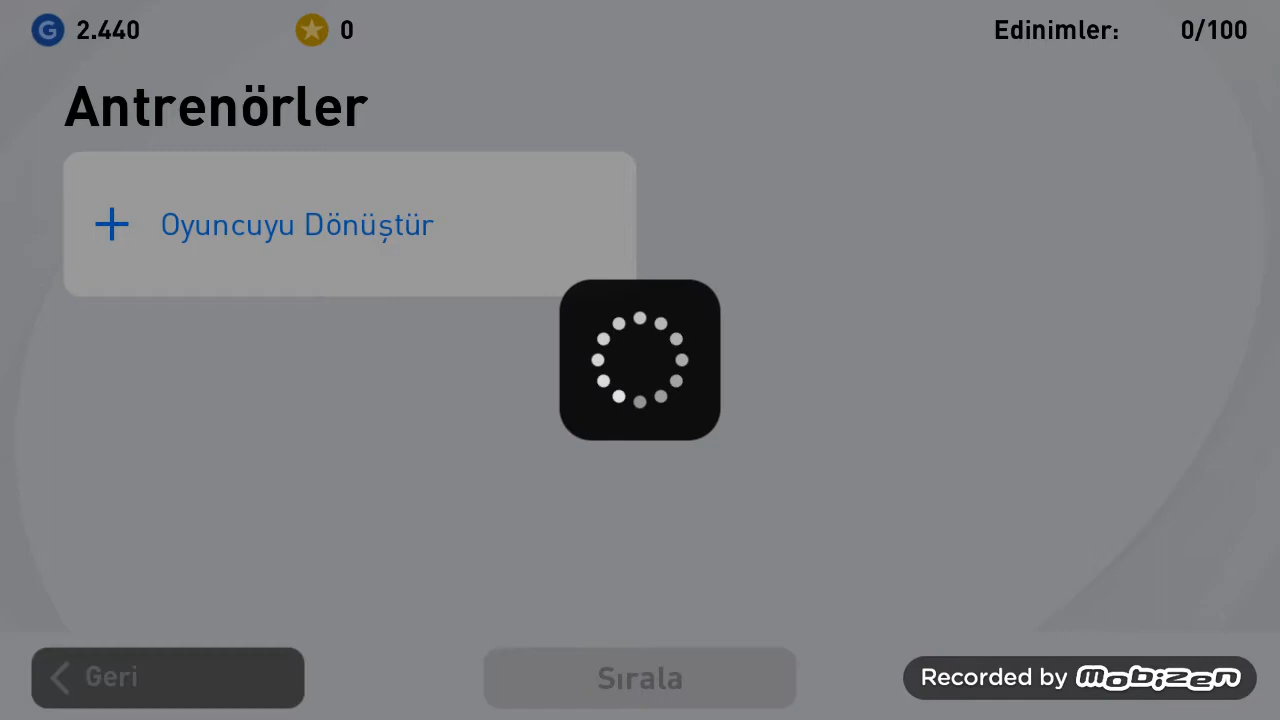 G 2.440 0 Edinimler: 0/100
Antrenörler
+ Oyuncuyu Dönüştür
Geri Sırala Recorded by mobizen